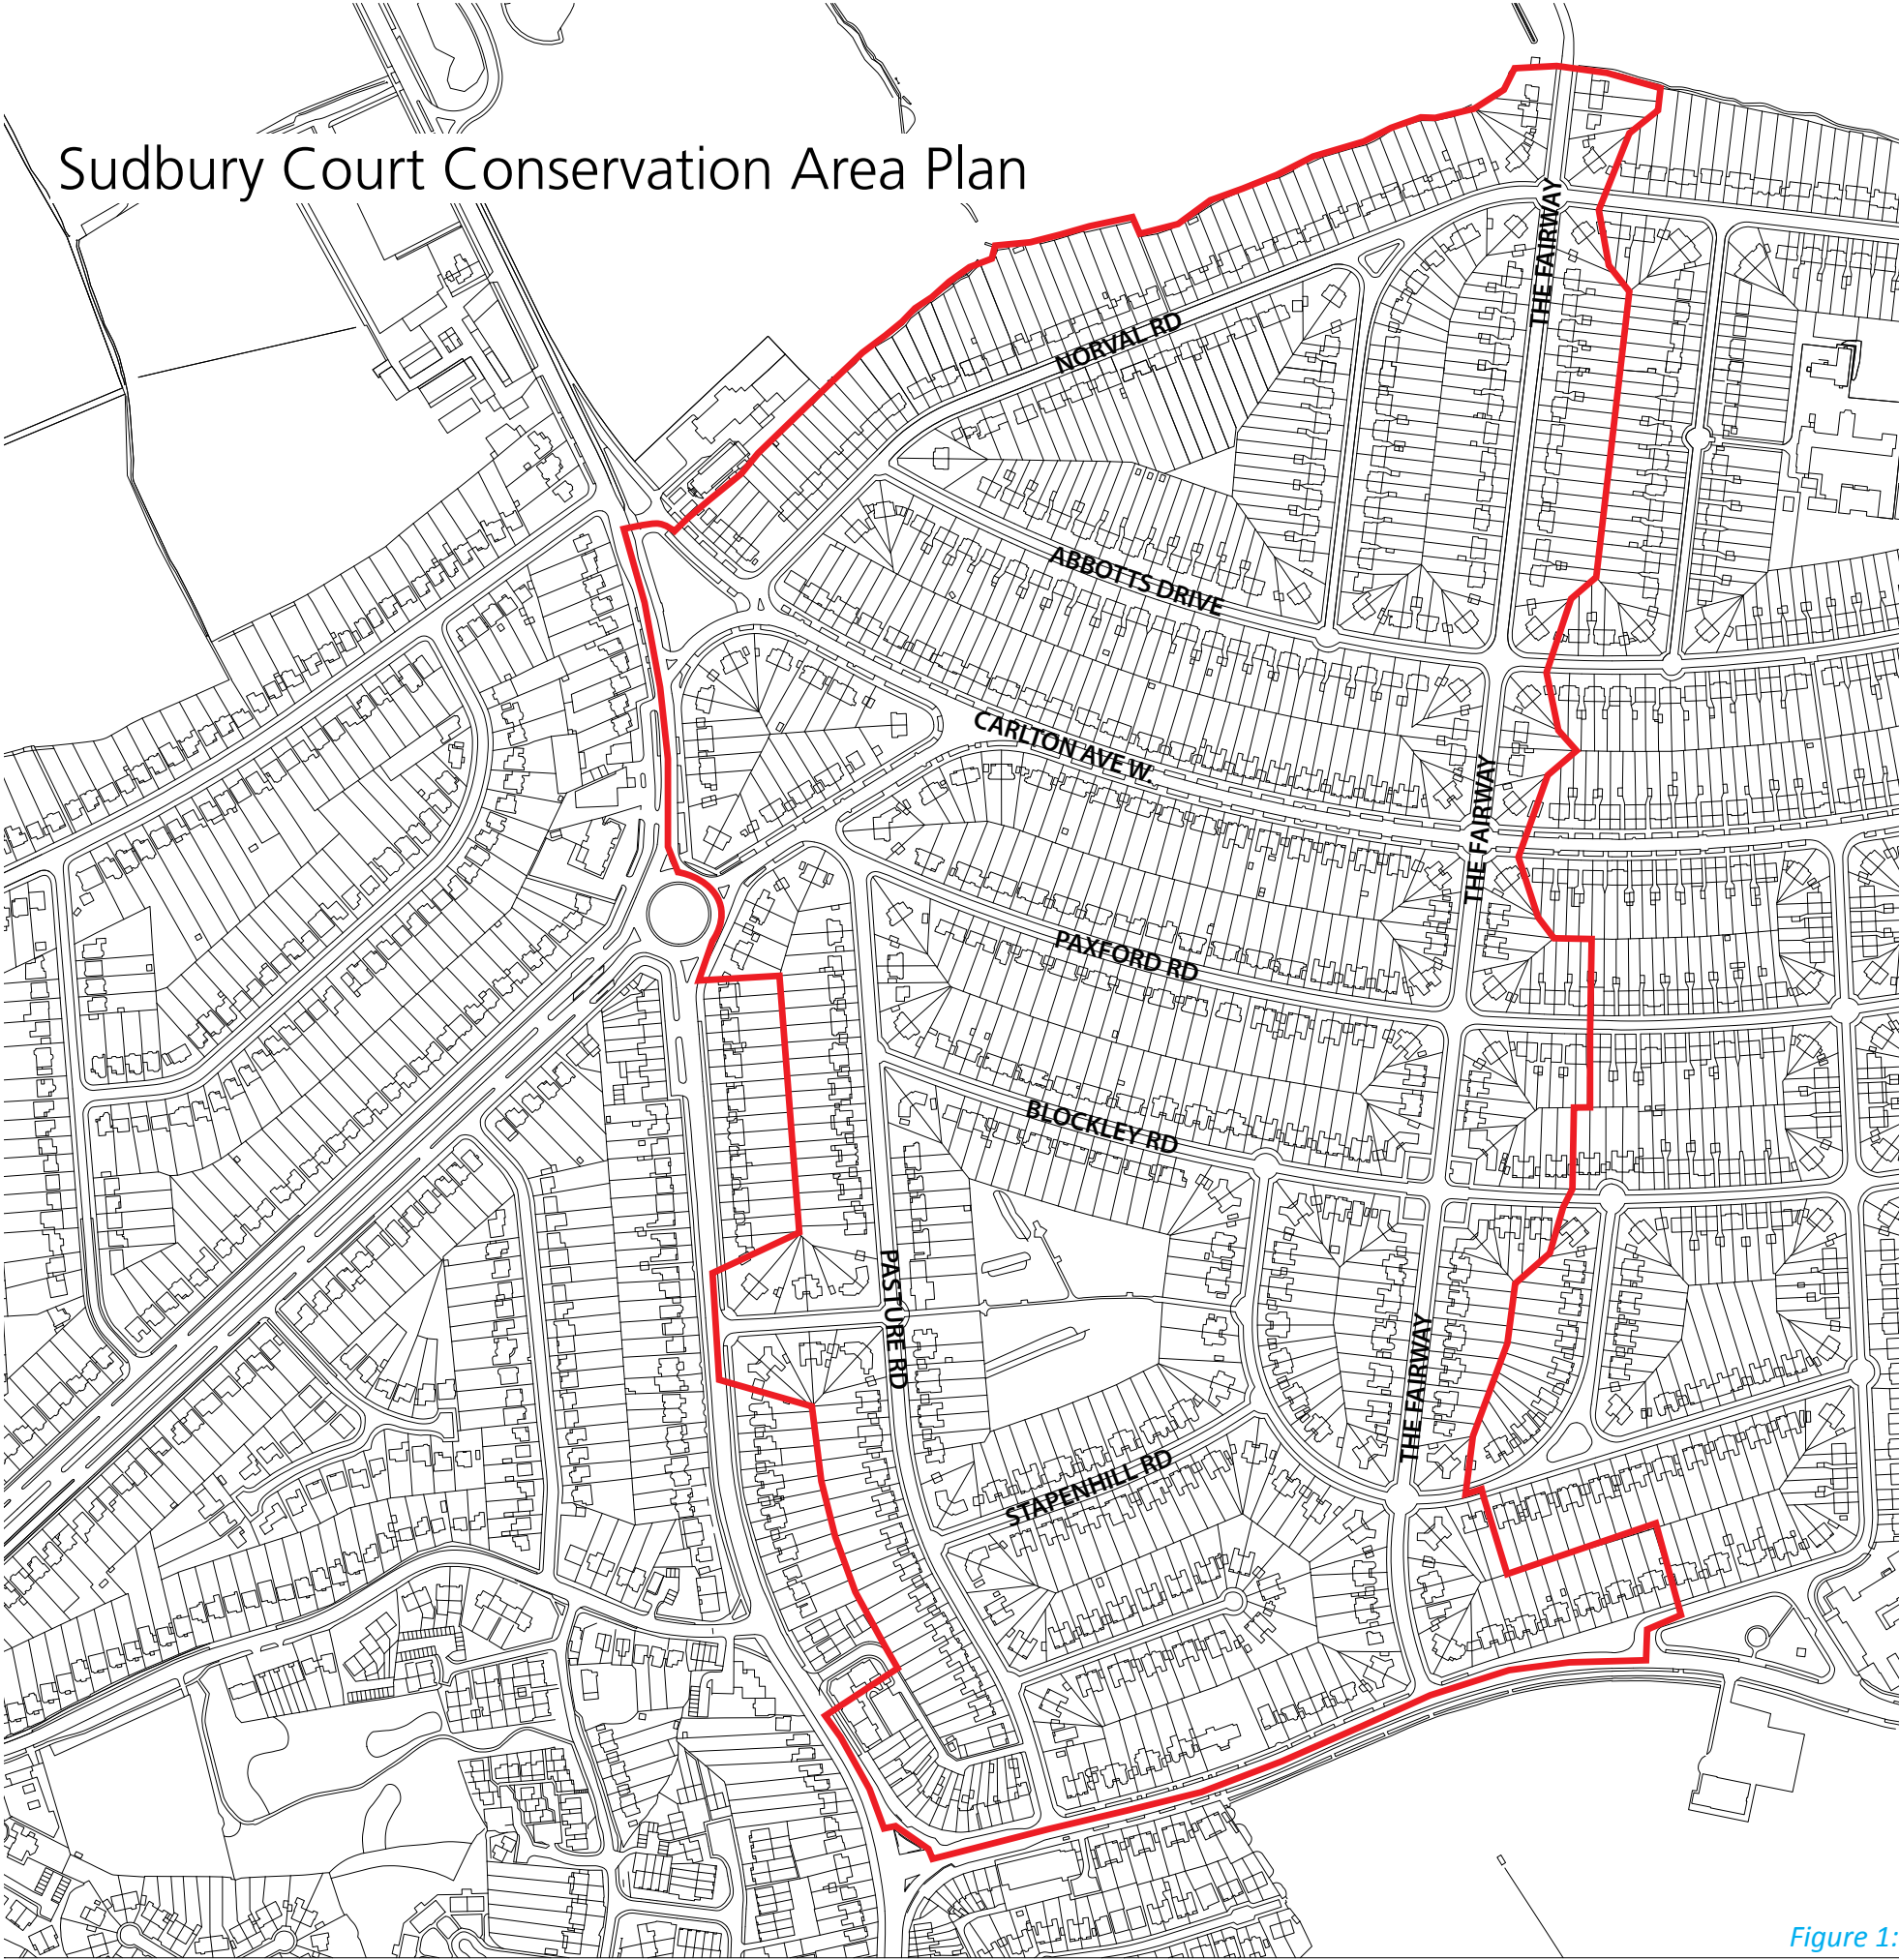 Sudbury Court Conservation Area Plan
THE FAIRWAY
NORVAL RD
ABBOTTS DRIVE
CARLTON AVE W.
THE FAIRWAY
PAXFORD RD
BLOCKLEY RD
PASTURE RD
THE FAIRWAY
STAPENHILL RD
Figure 1: